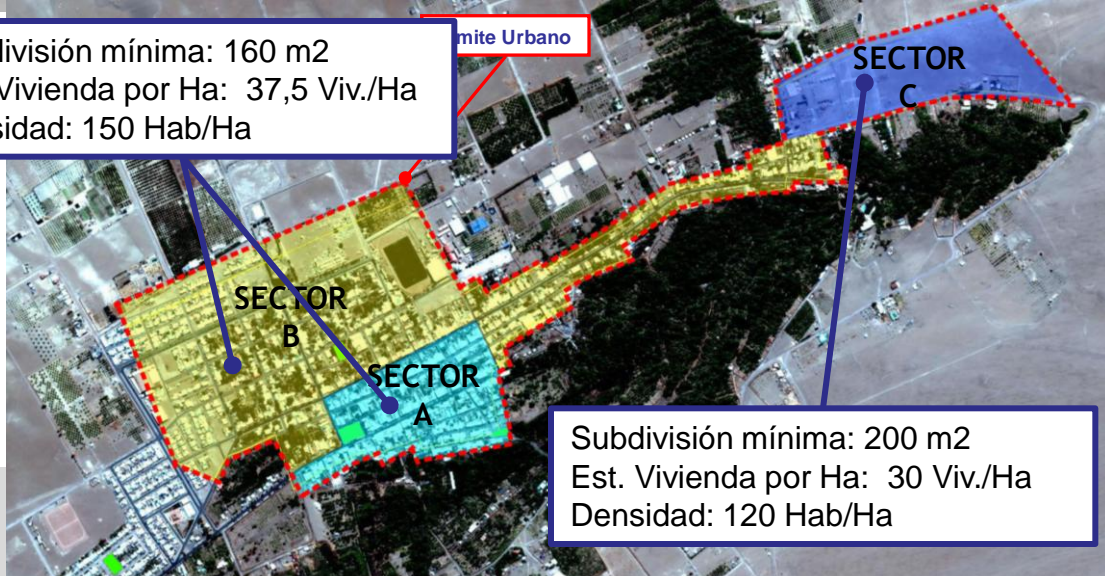 división mínima: 160 m2
Vivienda por Ha: 37,5 Viv./Ha
sidad: 150 Hab/Ha
mite Urbano
SECTOR
C
SECTOR
B
SECTOR
A
Subdivisión mínima: 200 m2
Est. Vivienda por Ha: 30 Viv./Ha
Densidad: 120 Hab/Ha